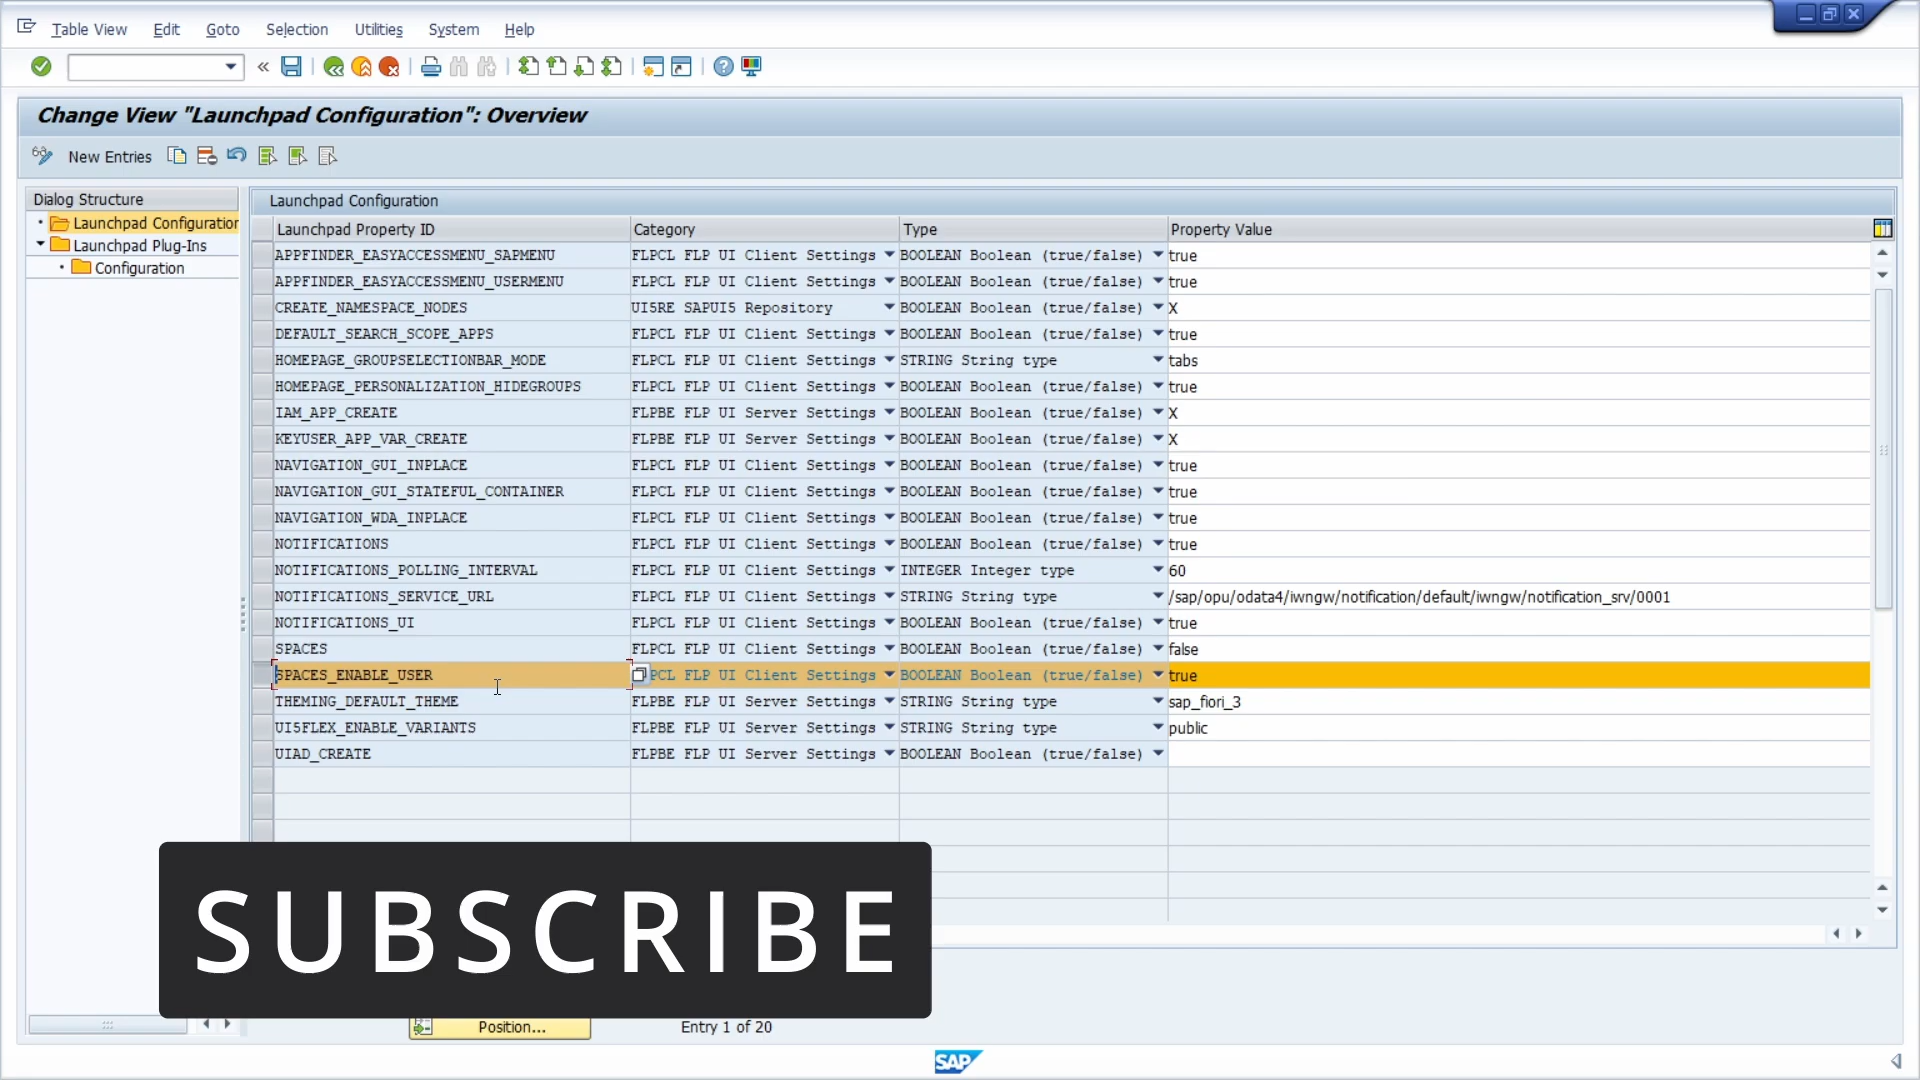 Table View Edit Goto Selection Utilities System Help
Change View "Launchpad Configuration": Overview
New Entries
Dialog Structure
Launchpad Configuration
Launchpad Plug-Ins
Configuration
Launchpad Configuration
Launchpad Property ID Category Type Property Value
APPFINDER_EASYACCESSMENU_SAPMENU FLPCL FLP UI Client Settings BOOLEAN Boolean (true/false) true
APPFINDER_EASYACCESSMENU_USERMENU FLPCL FLP UI Client Settings BOOLEAN Boolean (true/false) true
CREATE_NAMESPACE_NODES UI5RE SAPUI5 Repository BOOLEAN Boolean (true/false) X
DEFAULT_SEARCH_SCOPE_APPS FLPCL FLP UI Client Settings BOOLEAN Boolean (true/false) true
HOMEPAGE_GROUPSELECTIONBAR_MODE FLPCL FLP UI Client Settings STRING String type tabs
HOMEPAGE_PERSONALIZATION_HIDEGROUPS FLPCL FLP UI Client Settings BOOLEAN Boolean (true/false) true
IAM_APP_CREATE FLPBE FLP UI Server Settings BOOLEAN Boolean (true/false) X
KEYUSER_APP_VAR_CREATE FLPBE FLP UI Server Settings BOOLEAN Boolean (true/false) X
NAVIGATION_GUI_INPLACE FLPCL FLP UI Client Settings BOOLEAN Boolean (true/false) true
NAVIGATION_GUI_STATEFUL_CONTAINER FLPCL FLP UI Client Settings BOOLEAN Boolean (true/false) true
NAVIGATION_WDA_INPLACE FLPCL FLP UI Client Settings BOOLEAN Boolean (true/false) true
NOTIFICATIONS FLPCL FLP UI Client Settings BOOLEAN Boolean (true/false) true
NOTIFICATIONS_POLLING_INTERVAL FLPCL FLP UI Client Settings INTEGER Integer type 60
NOTIFICATIONS_SERVICE_URL FLPCL FLP UI Client Settings STRING String type /sap/opu/odata4/iwngw/notification/default/iwngw/notification_srv/0001
NOTIFICATIONS_UI FLPCL FLP UI Client Settings BOOLEAN Boolean (true/false) true
SPACES FLPCL FLP UI Client Settings BOOLEAN Boolean (true/false) false
SPACES_ENABLE_USER PCL FLP UI Client Settings BOOLEAN Boolean (true/false) true
THEMING_DEFAULT_THEME FLPBE FLP UI Server Settings STRING String type sap_fiori_3
UI5FLEX_ENABLE_VARIANTS FLPBE FLP UI Server Settings STRING String type public
UIAD_CREATE FLPBE FLP UI Server Settings BOOLEAN Boolean (true/false)
SUBSCRIBE
Position... Entry 1 of 20
SAP